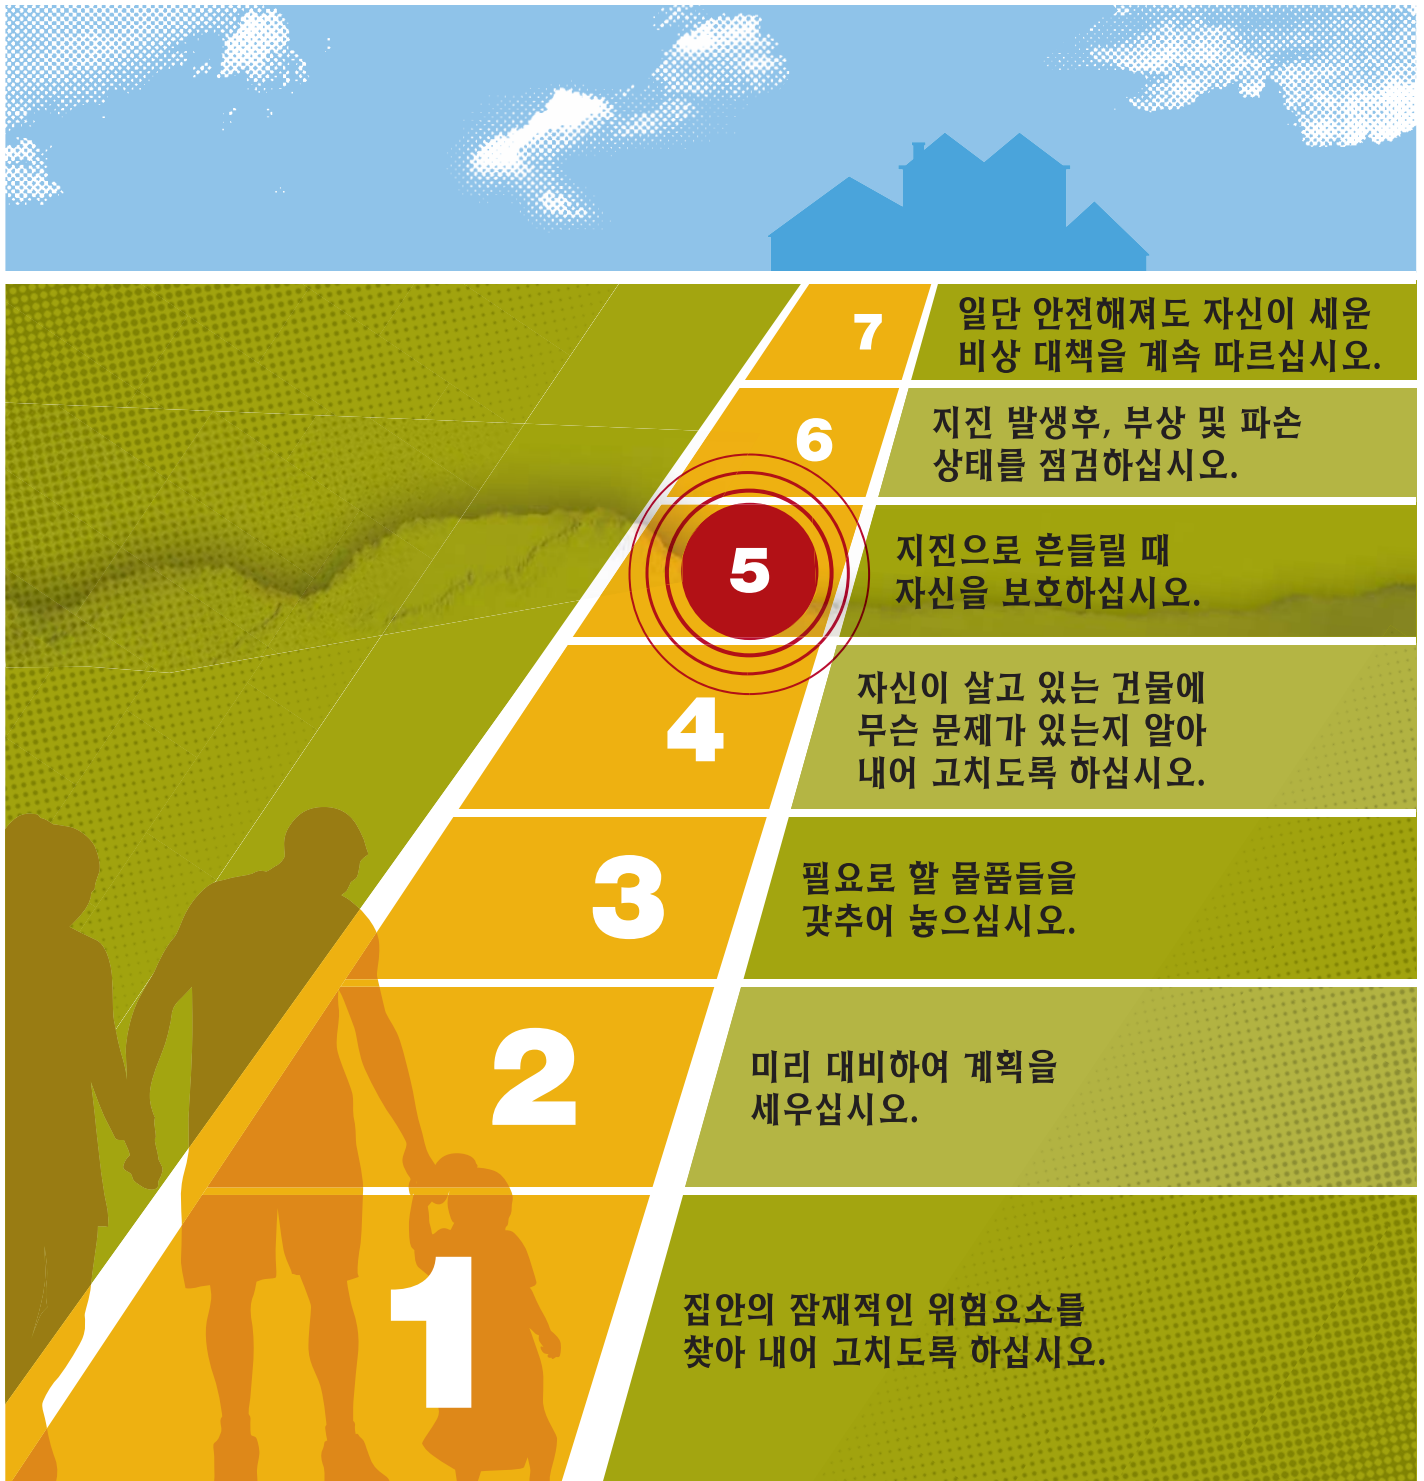 7
일단 안전해져도 자신이 세운
비상 대책을 계속 따르십시오.
6
지진 발생후, 부상 및 파손
상태를 점검하십시오.
5
지진으로 흔들릴 때
자신을 보호하십시오.
4
자신이 살고 있는 건물에
무슨 문제가 있는지 알아
내어 고치도록 하십시오.
3
필요로 할 물품들을
갖추어 놓으십시오.
2
미리 대비하여 계획을
세우십시오.
1
집안의 잠재적인 위험요소를
찾아 내어 고치도록 하십시오.